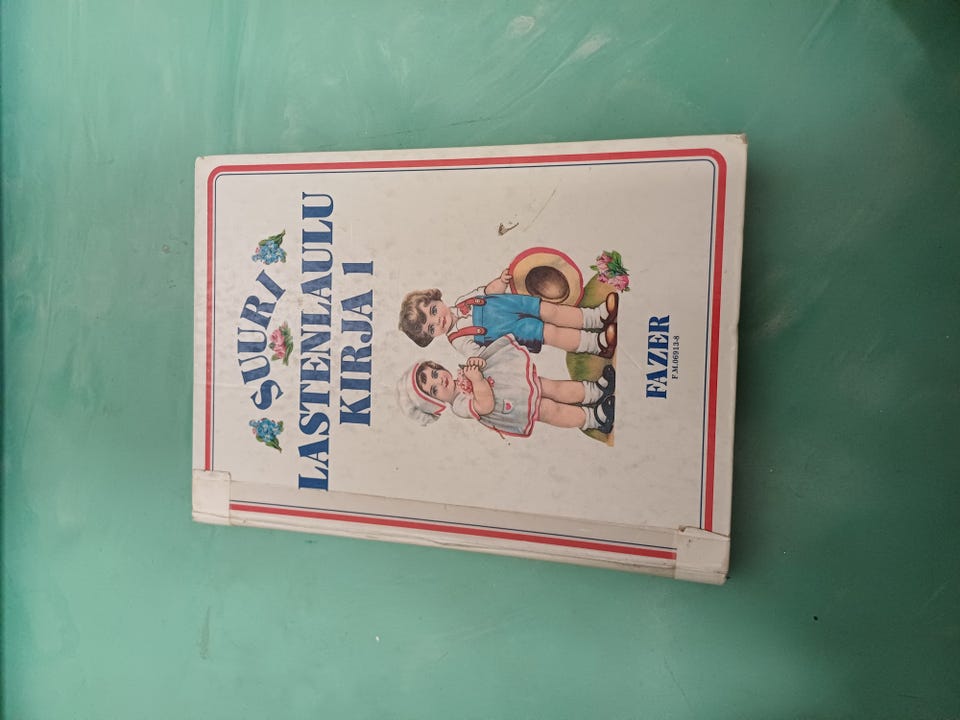 SUURI
LASTENLAULU
KIRJA 1
FAZER
F.M.06913-8